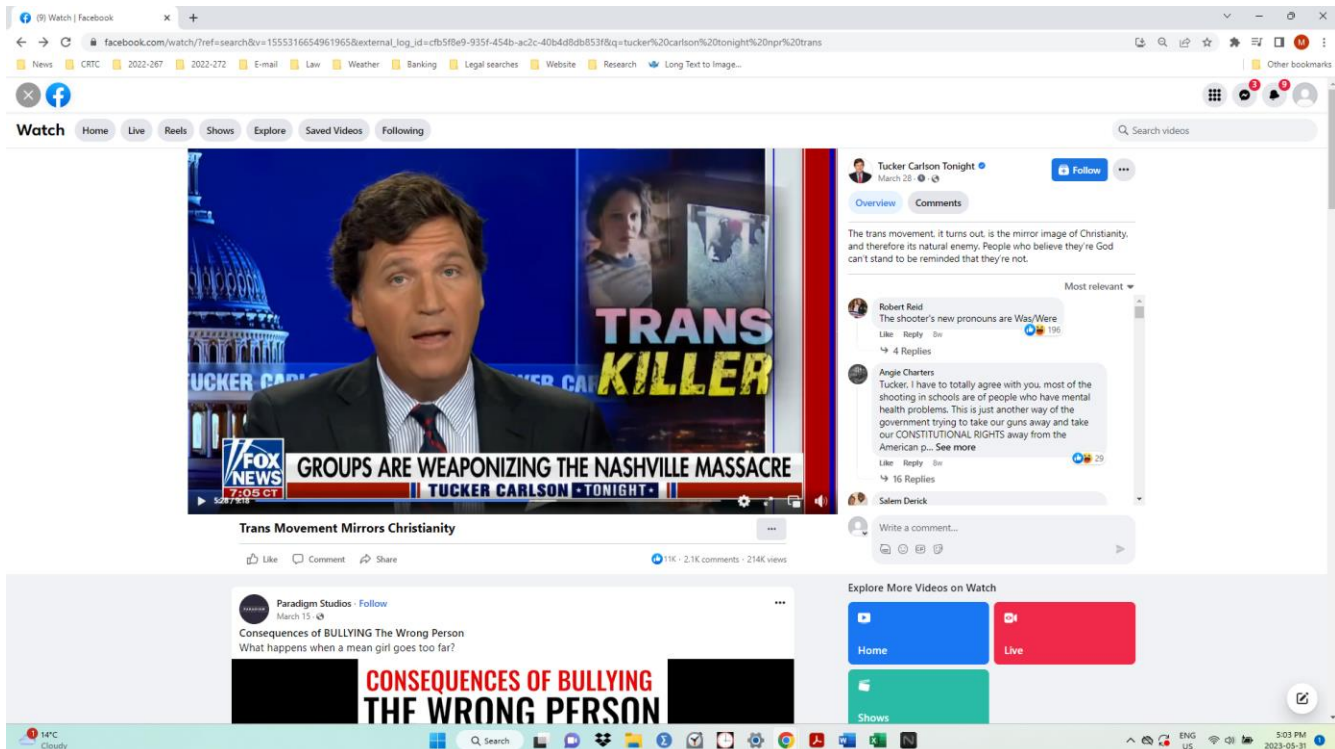 (9) Watch | Facebook
facebook.com/watch/?ref=search&v=1555316654961965&external_log_id=cfb5f8e9-935f-454b-ac2c-40b4d8db853f&q=tucker%20carlson%20tonight%20npr%20trans
M
News CRTC 2022-267 2022-272 E-mail Law Weather Banking Legal searches Website Research Long Text to Image... Other bookmarks
3 9
Watch Home Live Reels Shows Explore Saved Videos Following Search videos
TRANS
KILLER
UCKER CARL
KER CAR
FOX
NEWS
7:05 CT
GROUPS ARE WEAPONIZING THE NASHVILLE MASSACRE
TUCKER CARLSON • TONIGHT •
5:28 / 9:18
Trans Movement Mirrors Christianity
Like Comment Share 11K · 2.1K comments · 214K views
Tucker Carlson Tonight
March 28
Follow
Overview Comments
The trans movement, it turns out, is the mirror image of Christianity,
and therefore its natural enemy. People who believe they're God
can't stand to be reminded that they're not.
Most relevant
Robert Reid
The shooter's new pronouns are Was/Were
196
Like Reply 8w
4 Replies
Angie Charters
Tucker, I have to totally agree with you, most of the
shooting in schools are of people who have mental
health problems. This is just another way of the
government trying to take our guns away and take
our CONSTITUTIONAL RIGHTS away from the
American p... See more
29
Like Reply 8w
16 Replies
Salem Derick
Write a comment...
GIF
Paradigm Studios · Follow
March 15
Consequences of BULLYING The Wrong Person
What happens when a mean girl goes too far?
CONSEQUENCES OF BULLYING
THE WRONG PERSON
Explore More Videos on Watch
Home
Live
Shows
1
14°C
Cloudy
Search
ENG
US
5:03 PM
2023-05-31